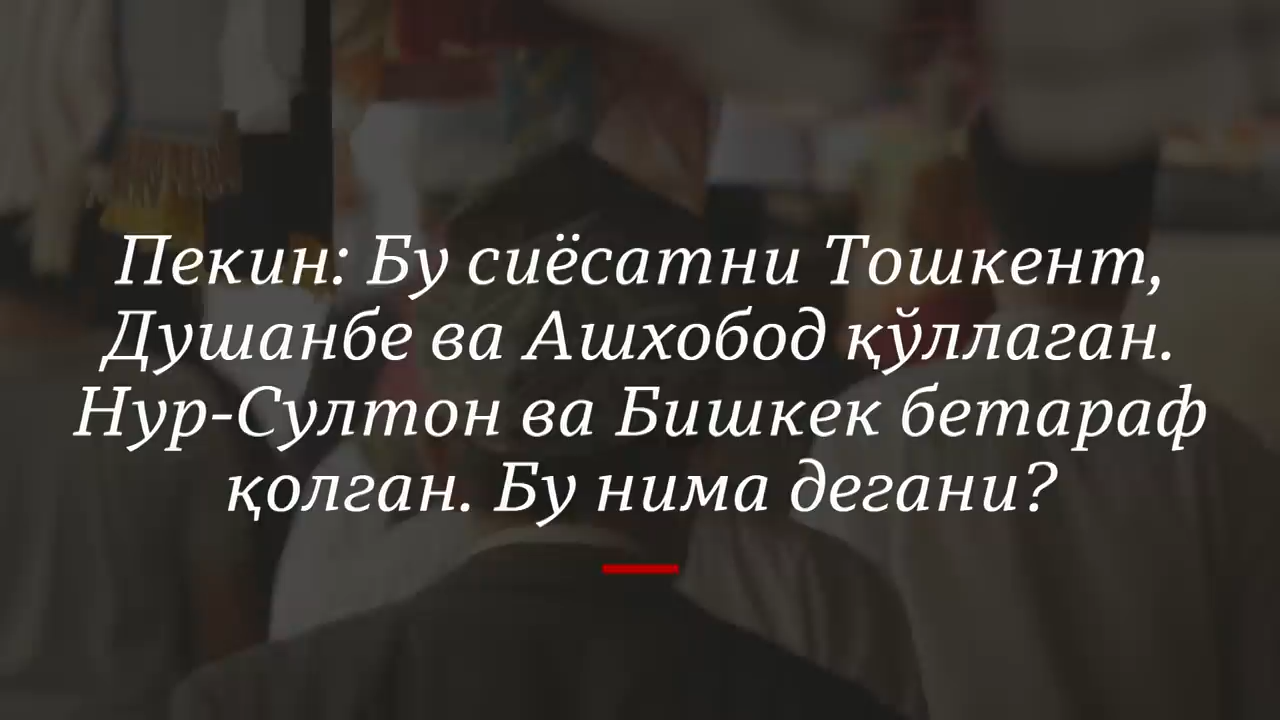 Пекин: Бу сиёсатни Тошкент,
Душанбе ва Ашхобод қўллаган.
Нур-Султон ва Бишкек бетараф
қолган. Бу нима дегани?